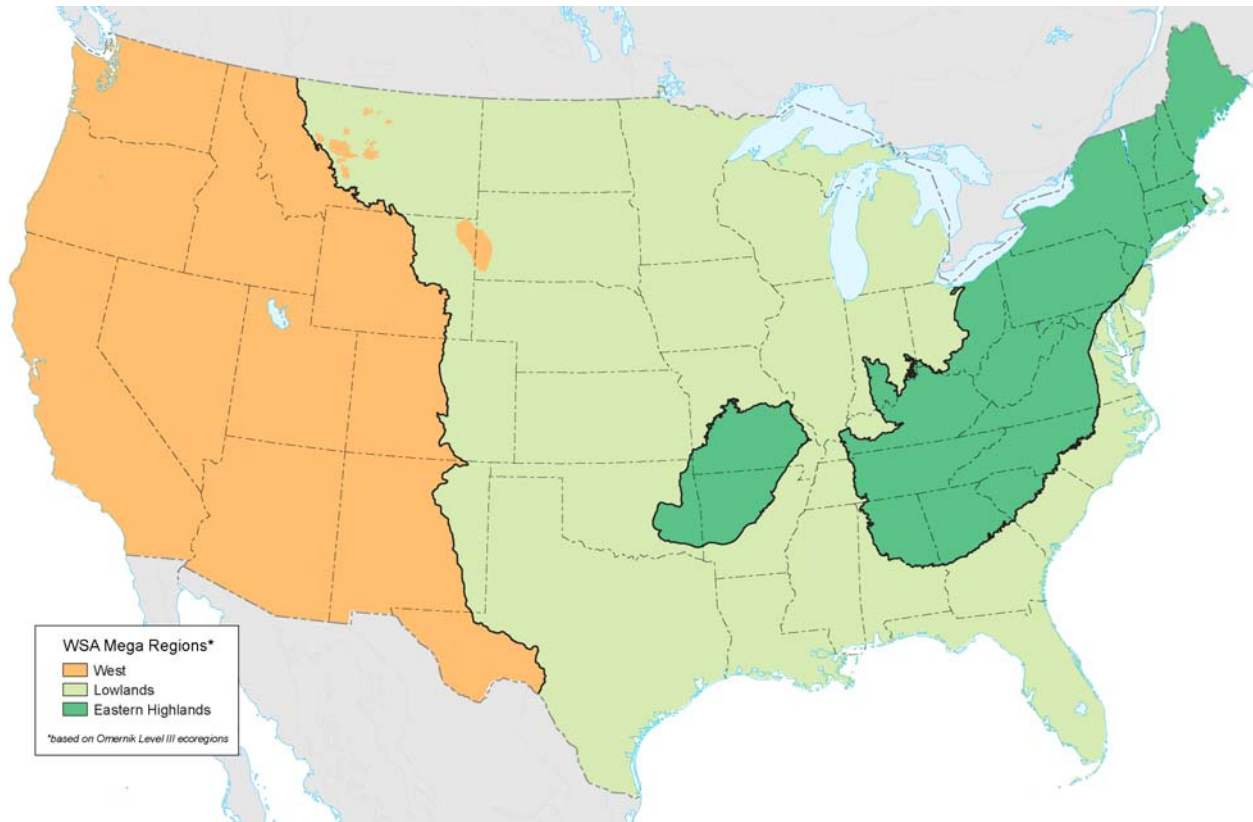 WSA Mega Regions*
West
Lowlands
Eastern Highlands
*based on Omernik Level III ecoregions